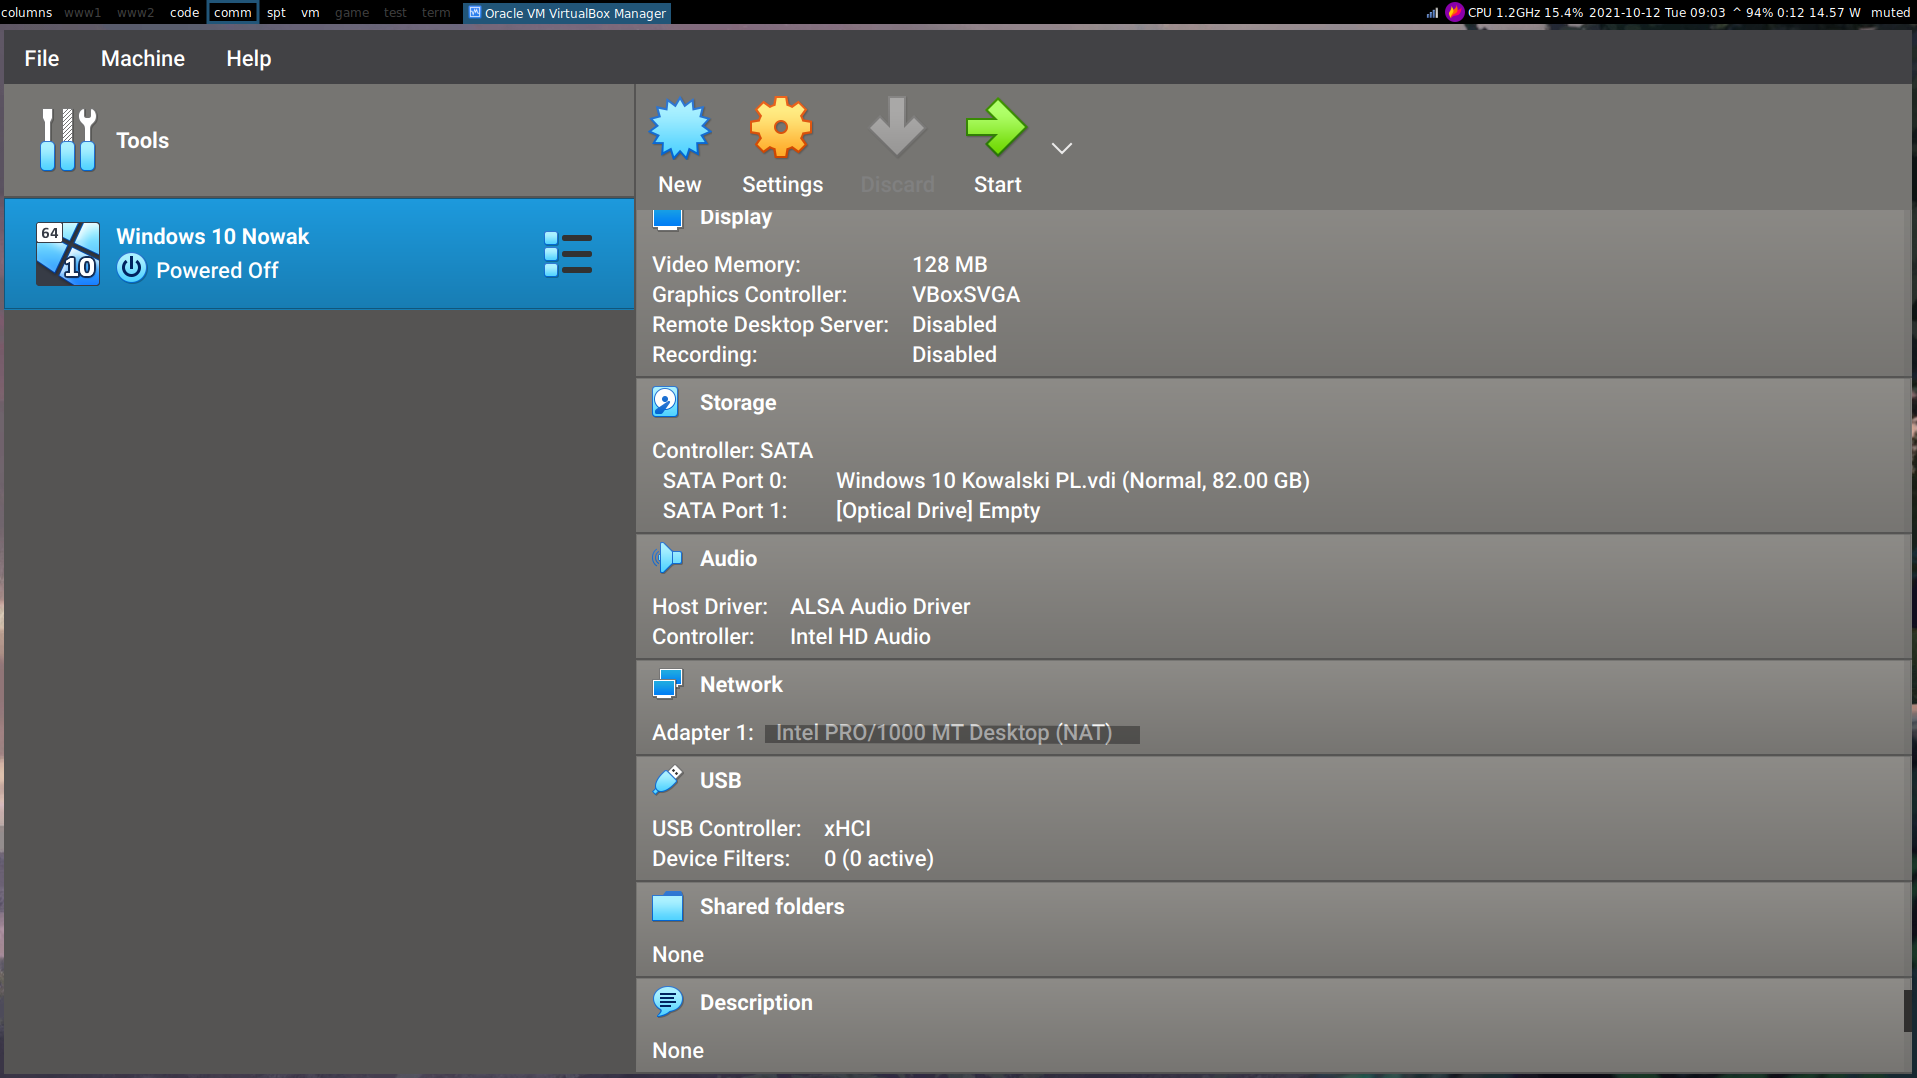 columns www1 www2 code comm spt vm game test term Oracle VM VirtualBox Manager CPU 1.2GHz 15.4% 2021-10-12 Tue 09:03 ^ 94% 0:12 14.57 W muted
File Machine Help
Tools
New Settings Discard Start
64
10
Windows 10 Nowak
Powered Off
Display
Video Memory: 128 MB
Graphics Controller: VBoxSVGA
Remote Desktop Server: Disabled
Recording: Disabled
Storage
Controller: SATA
SATA Port 0: Windows 10 Kowalski PL.vdi (Normal, 82.00 GB)
SATA Port 1: [Optical Drive] Empty
Audio
Host Driver: ALSA Audio Driver
Controller: Intel HD Audio
Network
Adapter 1: Intel PRO/1000 MT Desktop (NAT)
USB
USB Controller: xHCI
Device Filters: 0 (0 active)
Shared folders
None
Description
None